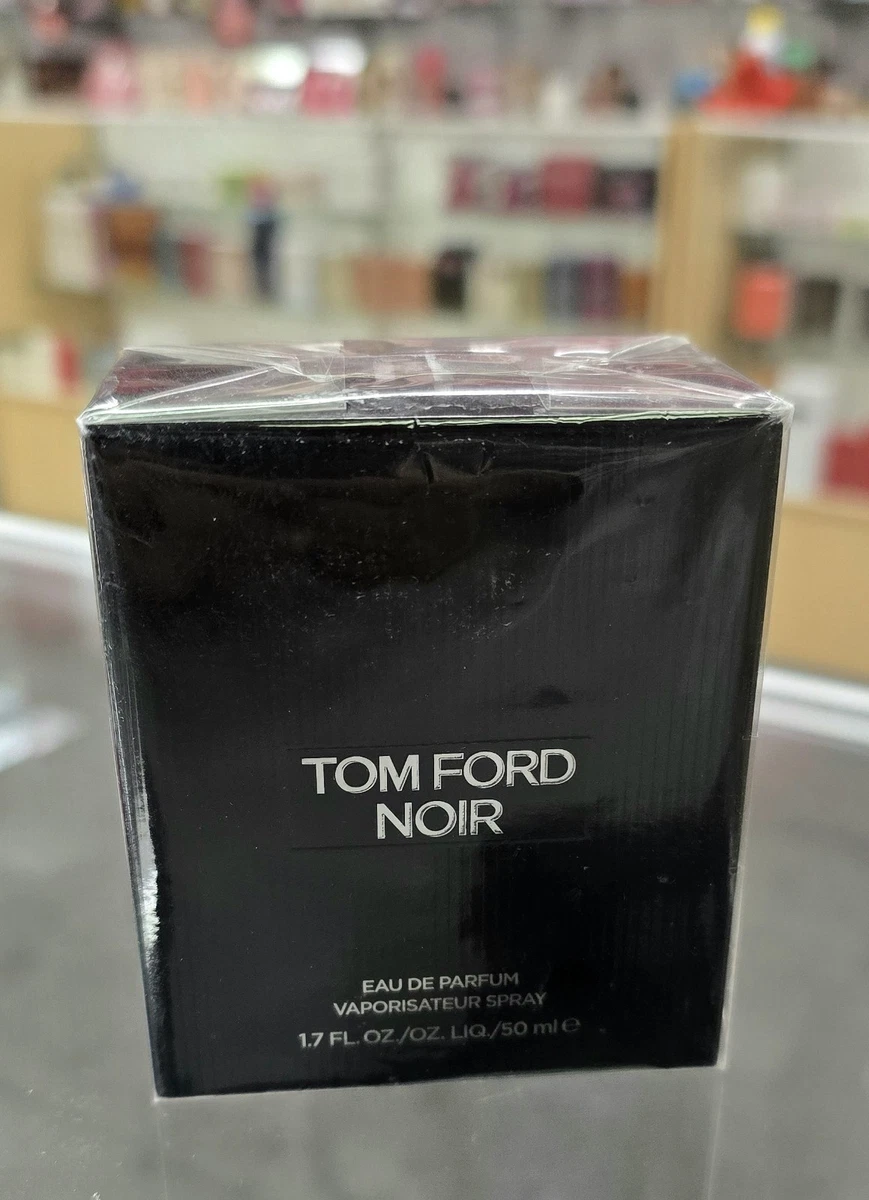 TOM FORD
NOIR
EAU DE PARFUM
VAPORISATEUR SPRAY
1.7 FL. OZ./OZ. LIQ./50 ml ℮